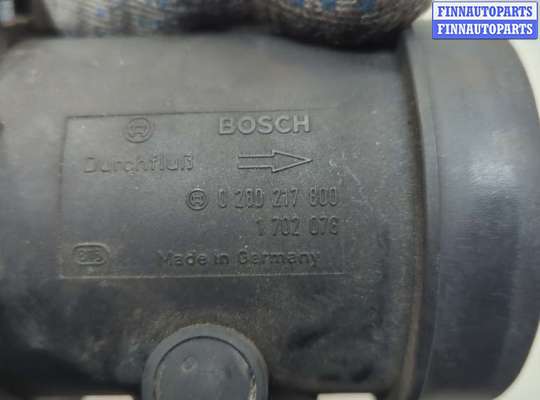 FINNAUTOPARTS
FINNAUTOPARTS
BOSCH
Durchfluß
0 280 217 800
1 702 078
Made in Germany